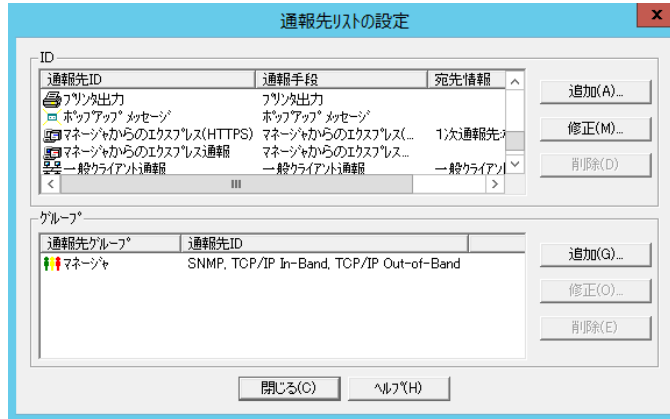 通報先リストの設定
x
ID
通報先ID 通報手段 宛先情報
プリンタ出力 プリンタ出力
ポップアップ メッセージ ポップアップ メッセージ
マネージャからのエクスプレス(HTTPS) マネージャからのエクスプレス(... 1次通報先:
マネージャからのエクスプレス通報 マネージャからのエクスプレス...
一般クライアント通報 一般クライアント通報 一般クライアン
追加(A)...
修正(M)...
削除(D)
グループ
通報先グループ 通報先ID
マネージャ SNMP, TCP/IP In-Band, TCP/IP Out-of-Band
追加(G)...
修正(O)...
削除(E)
閉じる(C) ヘルプ(H)